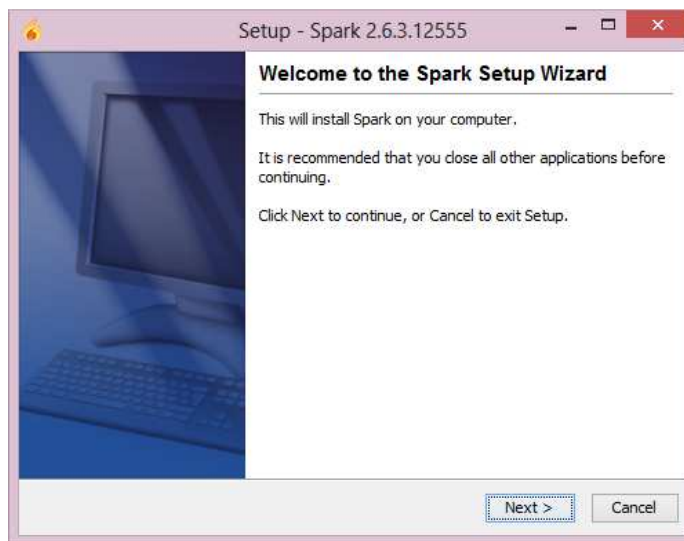 Setup - Spark 2.6.3.12555
Welcome to the Spark Setup Wizard
This will install Spark on your computer.
It is recommended that you close all other applications before
continuing.
Click Next to continue, or Cancel to exit Setup.
Next >
Cancel